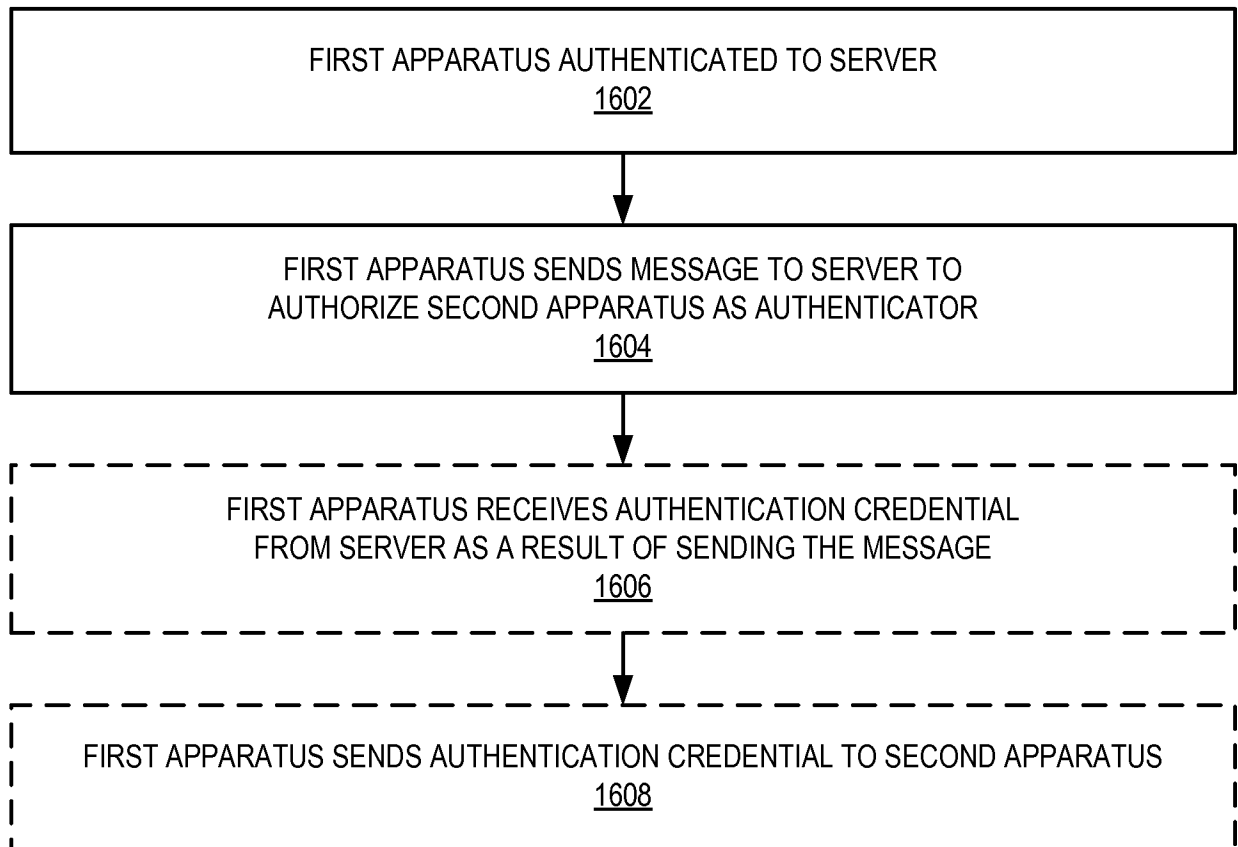 FIRST APPARATUS AUTHENTICATED TO SERVER
1602
FIRST APPARATUS SENDS MESSAGE TO SERVER TO
AUTHORIZE SECOND APPARATUS AS AUTHENTICATOR
1604
FIRST APPARATUS RECEIVES AUTHENTICATION CREDENTIAL
FROM SERVER AS A RESULT OF SENDING THE MESSAGE
1606
FIRST APPARATUS SENDS AUTHENTICATION CREDENTIAL TO SECOND APPARATUS
1608